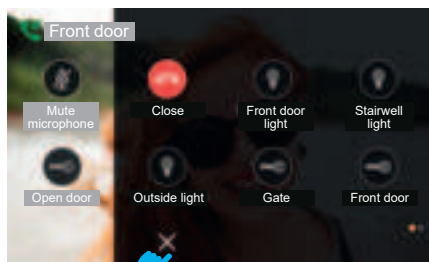 Front door
Mute
microphone
Close
Front door
light
Stairwell
light
Open door
Outside light
Gate
Front door